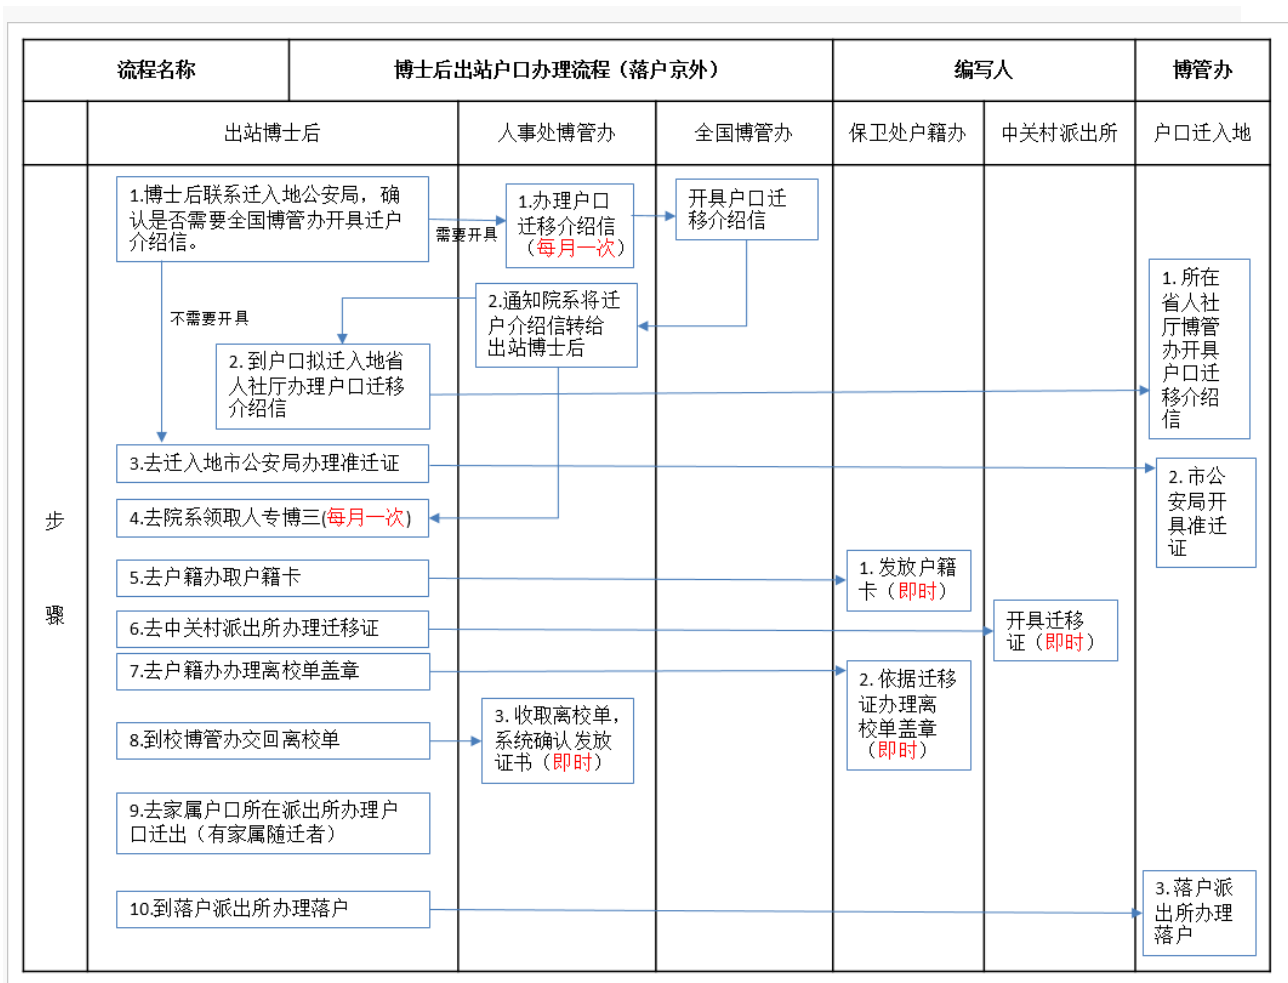 流程名称
博士后出站户口办理流程（落户京外）
编写人
博管办
出站博士后
人事处博管办
全国博管办
保卫处户籍办
中关村派出所
户口迁入地
步
骤
1.博士后联系迁入地公安局，确
认是否需要全国博管办开具迁户
介绍信。
需要开具
不需要开具
1.办理户口
迁移介绍信
（每月一次）
开具户口迁
移介绍信
2.通知院系将迁
户介绍信转给
出站博士后
2. 到户口拟迁入地省
人社厅办理户口迁移
介绍信
1. 所在
省人社
厅博管
办开具
户口迁
移介绍
信
3.去迁入地市公安局办理准迁证
2. 市公
安局开
具准迁
证
4.去院系领取人专博三(每月一次)
5.去户籍办取户籍卡
1. 发放户籍
卡（即时）
6.去中关村派出所办理迁移证
开具迁移
证（即时）
7.去户籍办办理离校单盖章
2. 依据迁移
证办理离
校单盖章
（即时）
8.到校博管办交回离校单
3. 收取离校单，
系统确认发放
证书（即时）
9.去家属户口所在派出所办理户
口迁出（有家属随迁者）
10.到落户派出所办理落户
3. 落户派
出所办理
落户